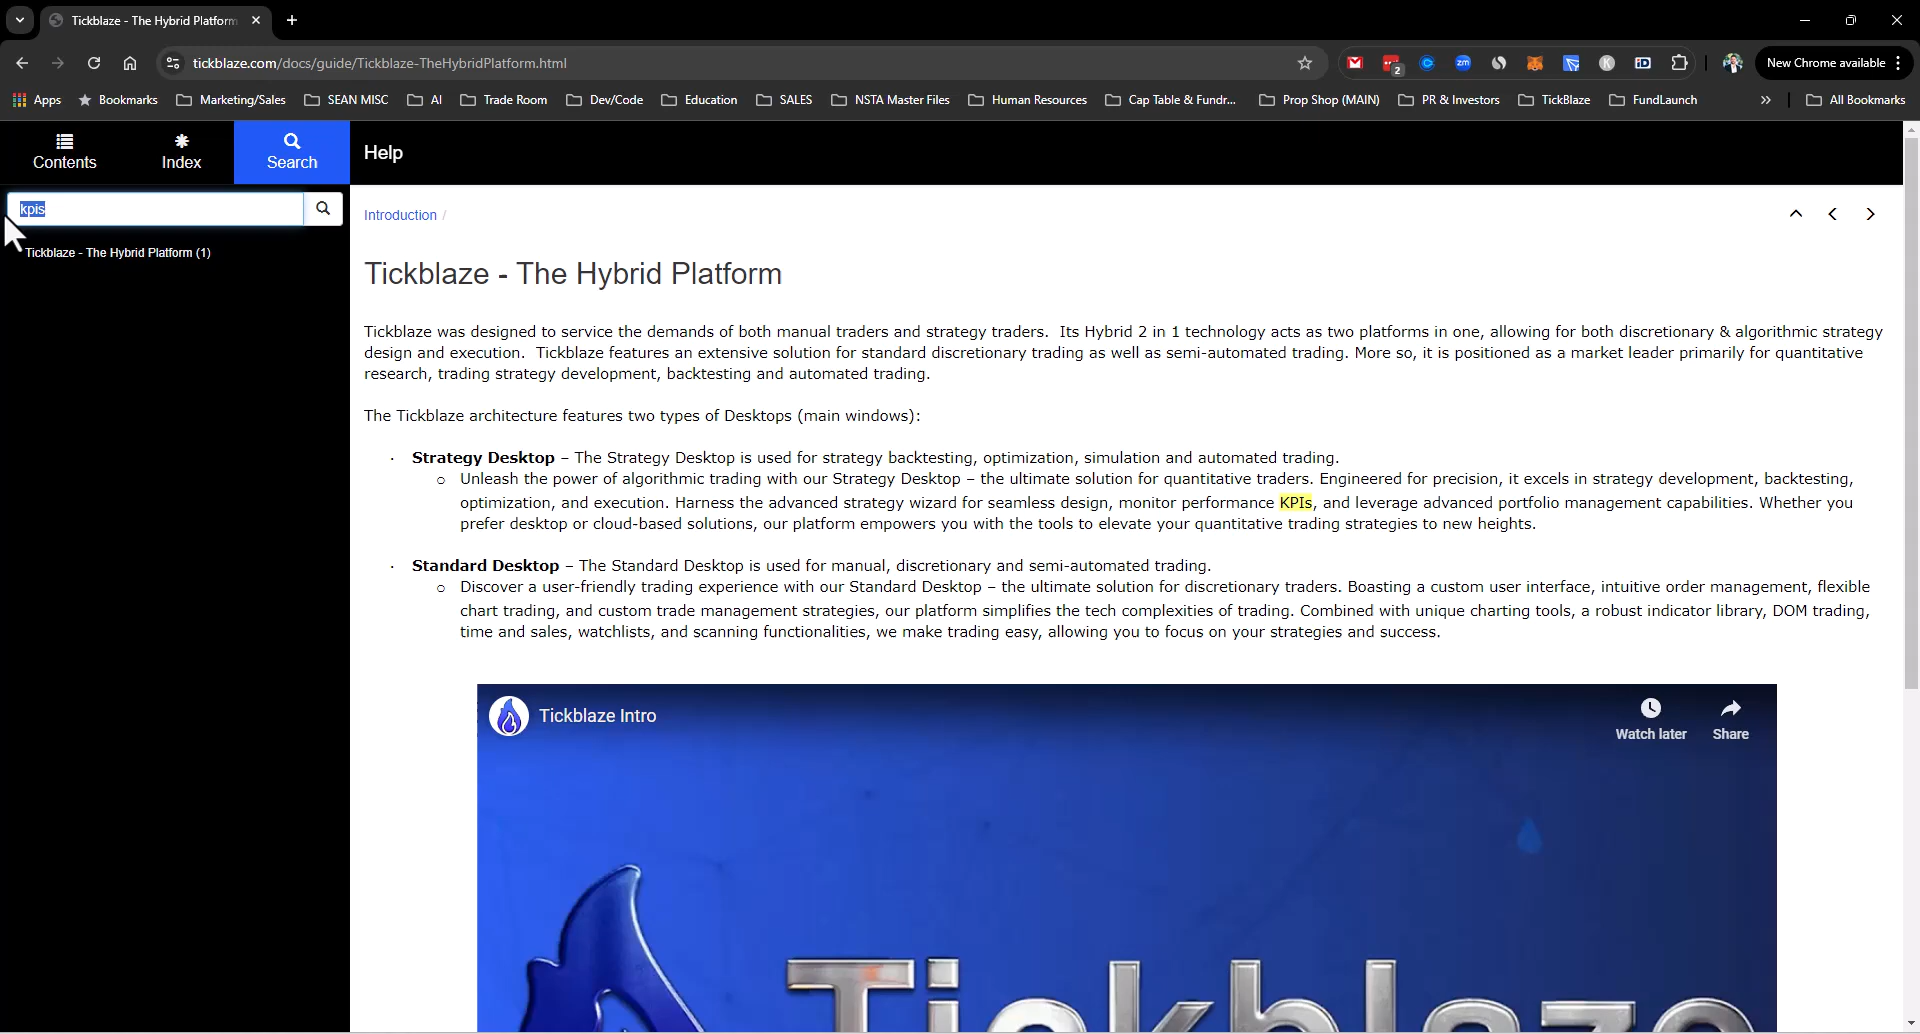 Tickblaze - The Hybrid Platform
tickblaze.com/docs/guide/Tickblaze-TheHybridPlatform.html
2
zm
K
iD
New Chrome available
Apps
Bookmarks
Marketing/Sales
SEAN MISC
AI
Trade Room
Dev/Code
Education
SALES
NSTA Master Files
Human Resources
Cap Table & Fundr...
Prop Shop (MAIN)
PR & Investors
TickBlaze
FundLaunch
»
All Bookmarks
Contents
Index
Search
Help
kpis
Tickblaze - The Hybrid Platform (1)
Introduction /
Tickblaze - The Hybrid Platform
Tickblaze was designed to service the demands of both manual traders and strategy traders.  Its Hybrid 2 in 1 technology acts as two platforms in one, allowing for both discretionary & algorithmic strategy
design and execution.  Tickblaze features an extensive solution for standard discretionary trading as well as semi-automated trading. More so, it is positioned as a market leader primarily for quantitative
research, trading strategy development, backtesting and automated trading.
The Tickblaze architecture features two types of Desktops (main windows):
· Strategy Desktop – The Strategy Desktop is used for strategy backtesting, optimization, simulation and automated trading.
o Unleash the power of algorithmic trading with our Strategy Desktop – the ultimate solution for quantitative traders. Engineered for precision, it excels in strategy development, backtesting,
optimization, and execution. Harness the advanced strategy wizard for seamless design, monitor performance KPIs, and leverage advanced portfolio management capabilities. Whether you
prefer desktop or cloud-based solutions, our platform empowers you with the tools to elevate your quantitative trading strategies to new heights.
· Standard Desktop – The Standard Desktop is used for manual, discretionary and semi-automated trading.
o Discover a user-friendly trading experience with our Standard Desktop – the ultimate solution for discretionary traders. Boasting a custom user interface, intuitive order management, flexible
chart trading, and custom trade management strategies, our platform simplifies the tech complexities of trading. Combined with unique charting tools, a robust indicator library, DOM trading,
time and sales, watchlists, and scanning functionalities, we make trading easy, allowing you to focus on your strategies and success.
Tickblaze Intro
Watch later
Share
Tickblaze